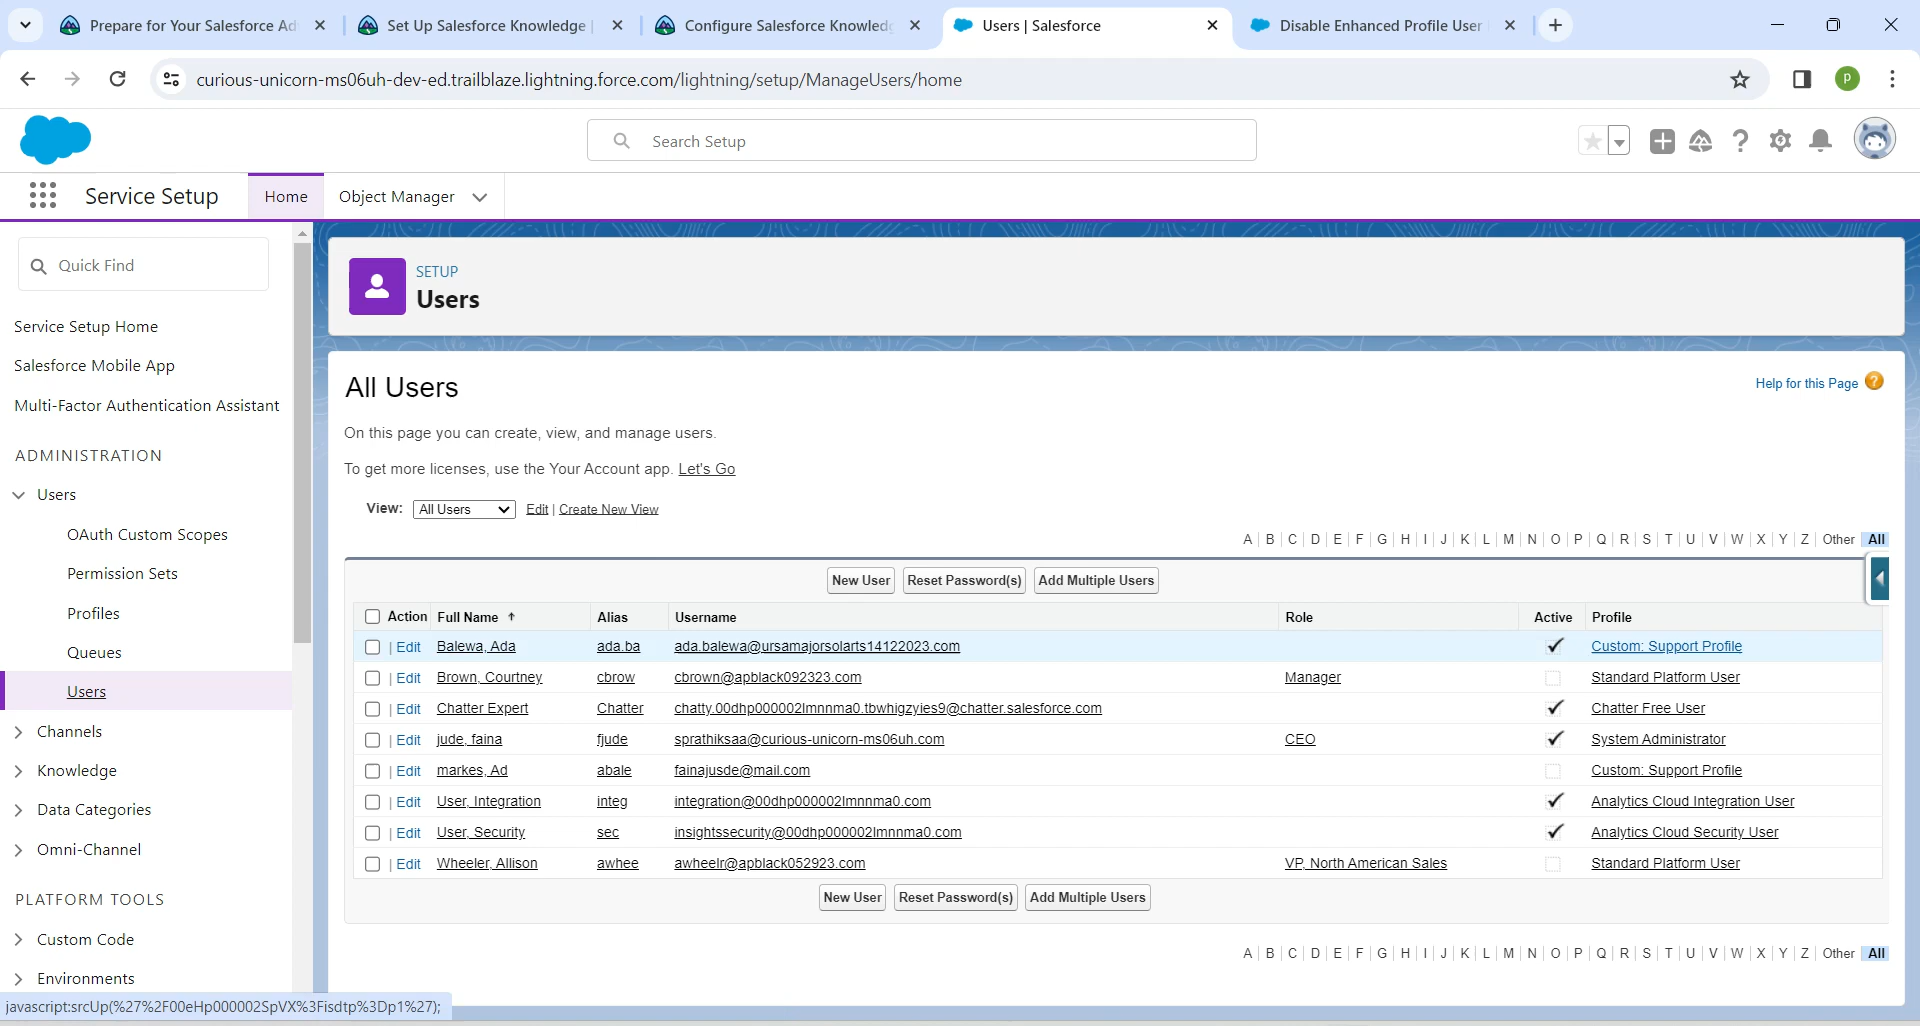 Prepare for Your Salesforce Ad
Set Up Salesforce Knowledge |
Configure Salesforce Knowledg
Users | Salesforce
Disable Enhanced Profile User
curious-unicorn-ms06uh-dev-ed.trailblaze.lightning.force.com/lightning/setup/ManageUsers/home
P
Search Setup
Service Setup
Home
Object Manager
Quick Find
Service Setup Home
Salesforce Mobile App
Multi-Factor Authentication Assistant
ADMINISTRATION
Users
OAuth Custom Scopes
Permission Sets
Profiles
Queues
Users
Channels
Knowledge
Data Categories
Omni-Channel
PLATFORM TOOLS
Custom Code
Environments
javascript:srcUp(%27%2F00eHp000002SpVX%3Fisdtp%3Dp1%27);
SETUP
Users
All Users
Help for this Page ?
On this page you can create, view, and manage users.
To get more licenses, use the Your Account app. Let's Go
View: All Users Edit | Create New View
A | B | C | D | E | F | G | H | I | J | K | L | M | N | O | P | Q | R | S | T | U | V | W | X | Y | Z | Other | All
New User Reset Password(s) Add Multiple Users
Action Full Name ↑ Alias Username Role Active Profile
| Edit Balewa, Ada ada.ba ada.balewa@ursamajorsolarts14122023.com ✓ Custom: Support Profile
| Edit Brown, Courtney cbrow cbrown@apblack092323.com Manager Standard Platform User
| Edit Chatter Expert Chatter chatty.00dhp000002lmnnma0.tbwhigzyies9@chatter.salesforce.com ✓ Chatter Free User
| Edit jude, faina fjude sprathiksaa@curious-unicorn-ms06uh.com CEO ✓ System Administrator
| Edit markes, Ad abale fainajusde@mail.com Custom: Support Profile
| Edit User, Integration integ integration@00dhp000002lmnnma0.com ✓ Analytics Cloud Integration User
| Edit User, Security sec insightssecurity@00dhp000002lmnnma0.com ✓ Analytics Cloud Security User
| Edit Wheeler, Allison awhee awheelr@apblack052923.com VP, North American Sales Standard Platform User
New User Reset Password(s) Add Multiple Users
A | B | C | D | E | F | G | H | I | J | K | L | M | N | O | P | Q | R | S | T | U | V | W | X | Y | Z | Other | All